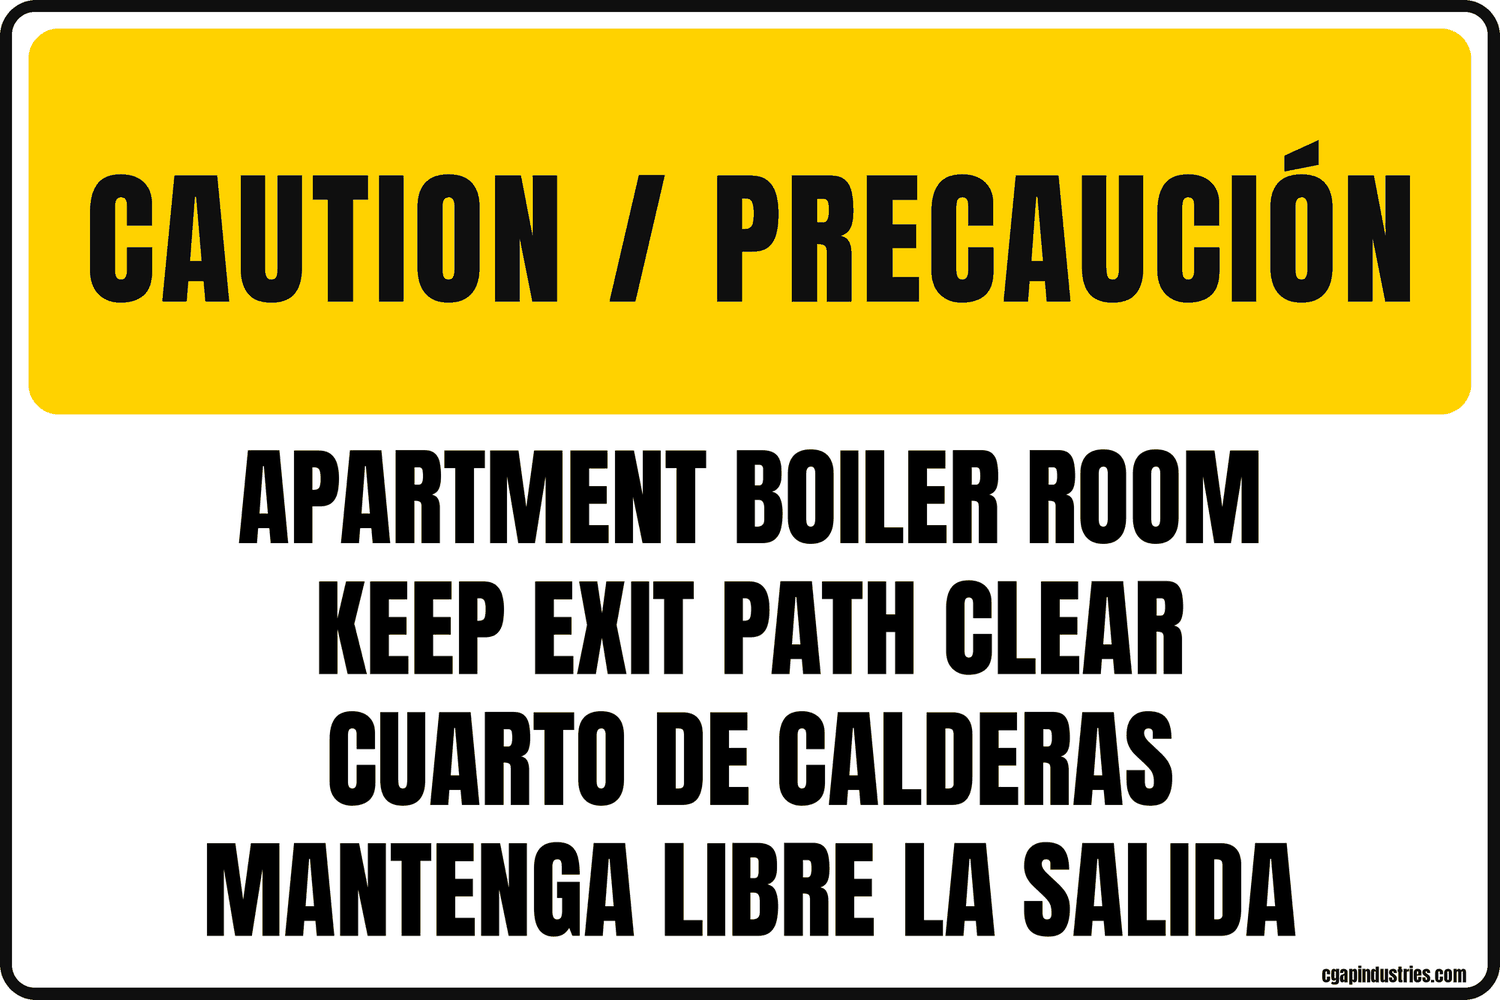 CAUTION / PRECAUCIÓN
APARTMENT BOILER ROOM
KEEP EXIT PATH CLEAR
CUARTO DE CALDERAS
MANTENGA LIBRE LA SALIDA
cgapindustries.com